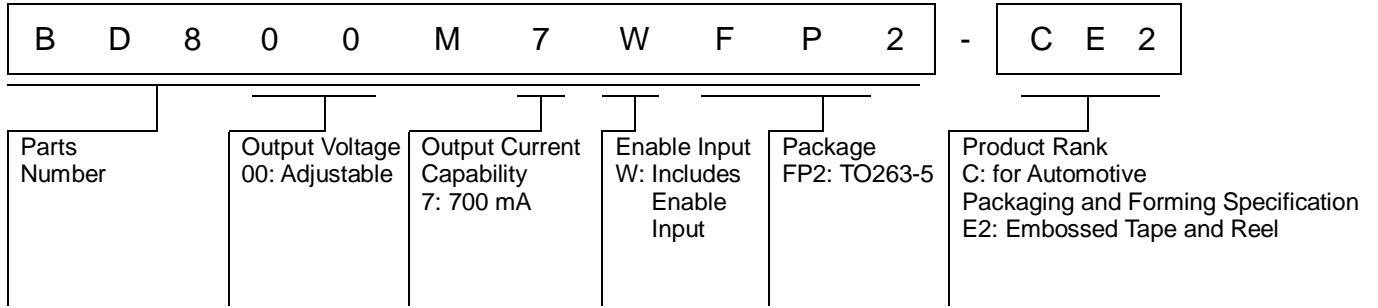 B D 8 0 0 M 7 W F P 2 - C E 2
Parts
Number
Output Voltage
00: Adjustable
Output Current
Capability
7: 700 mA
Enable Input
W: Includes
Enable
Input
Package
FP2: TO263-5
Product Rank
C: for Automotive
Packaging and Forming Specification
E2: Embossed Tape and Reel